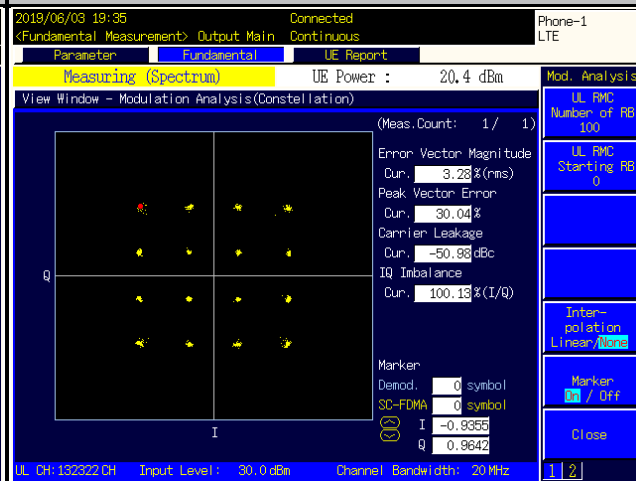 2019/06/03 19:35 Connected
Phone-1
<Fundamental Measurement> Output Main Continuous
LTE
Parameter Fundamental UE Report
Measuring (Spectrum) UE Power : 20.4 dBm
Mod. Analysis
View Window - Modulation Analysis(Constellation)
(Meas.Count: 1/ 1)
Error Vector Magnitude
Cur. 3.28 %(rms)
Peak Vector Error
Cur. 30.04 %
Carrier Leakage
Cur. -50.98 dBc
IQ Imbalance
Cur. 100.13 %(I/Q)
Q
I
Marker
Demod. 0 symbol
SC-FDMA 0 symbol
I -0.9355
Q 0.9642
UL RMC
Number of RB
100
UL RMC
Starting RB
0
Inter-
polation
Linear/None
Marker
On / Off
Close
1 2
UL CH:132322 CH Input Level: 30.0 dBm Channel Bandwidth: 20 MHz